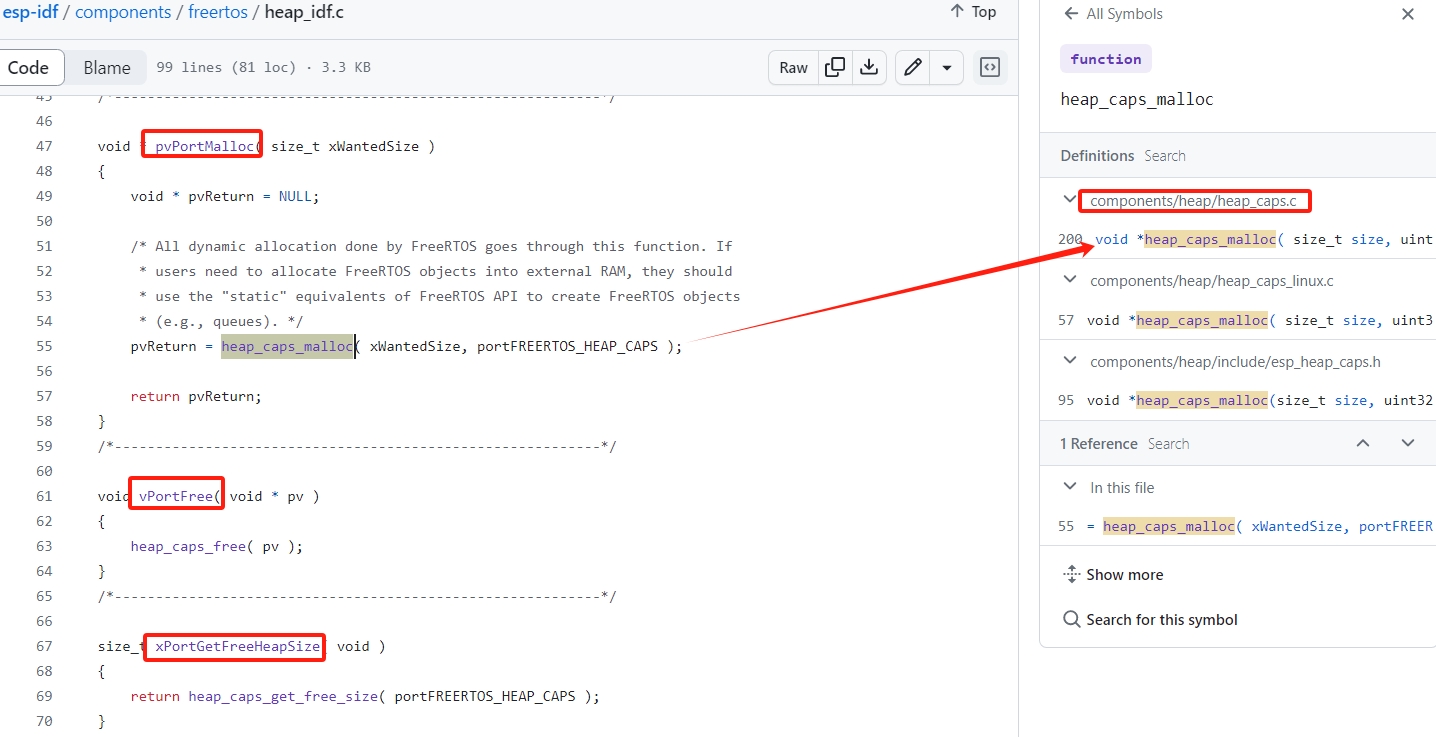 esp-idf / components / freertos / heap_idf.c
Top
Code Blame 99 lines (81 loc) · 3.3 KB
Raw
45 /*-----------------------------------------------------------*/
46
47 void * pvPortMalloc( size_t xWantedSize )
48 {
49 void * pvReturn = NULL;
50
51 /* All dynamic allocation done by FreeRTOS goes through this function. If
52 * users need to allocate FreeRTOS objects into external RAM, they should
53 * use the "static" equivalents of FreeRTOS API to create FreeRTOS objects
54 * (e.g., queues). */
55 pvReturn = heap_caps_malloc( xWantedSize, portFREERTOS_HEAP_CAPS );
56
57 return pvReturn;
58 }
59 /*-----------------------------------------------------------*/
60
61 void vPortFree( void * pv )
62 {
63 heap_caps_free( pv );
64 }
65 /*-----------------------------------------------------------*/
66
67 size_t xPortGetFreeHeapSize void )
68 {
69 return heap_caps_get_free_size( portFREERTOS_HEAP_CAPS );
70 }
All Symbols
function
heap_caps_malloc
Definitions Search
components/heap/heap_caps.c
200 void *heap_caps_malloc( size_t size, uint
components/heap/heap_caps_linux.c
57 void *heap_caps_malloc( size_t size, uint3
components/heap/include/esp_heap_caps.h
95 void *heap_caps_malloc(size_t size, uint32
1 Reference Search
In this file
55 = heap_caps_malloc( xWantedSize, portFREER
Show more
Search for this symbol